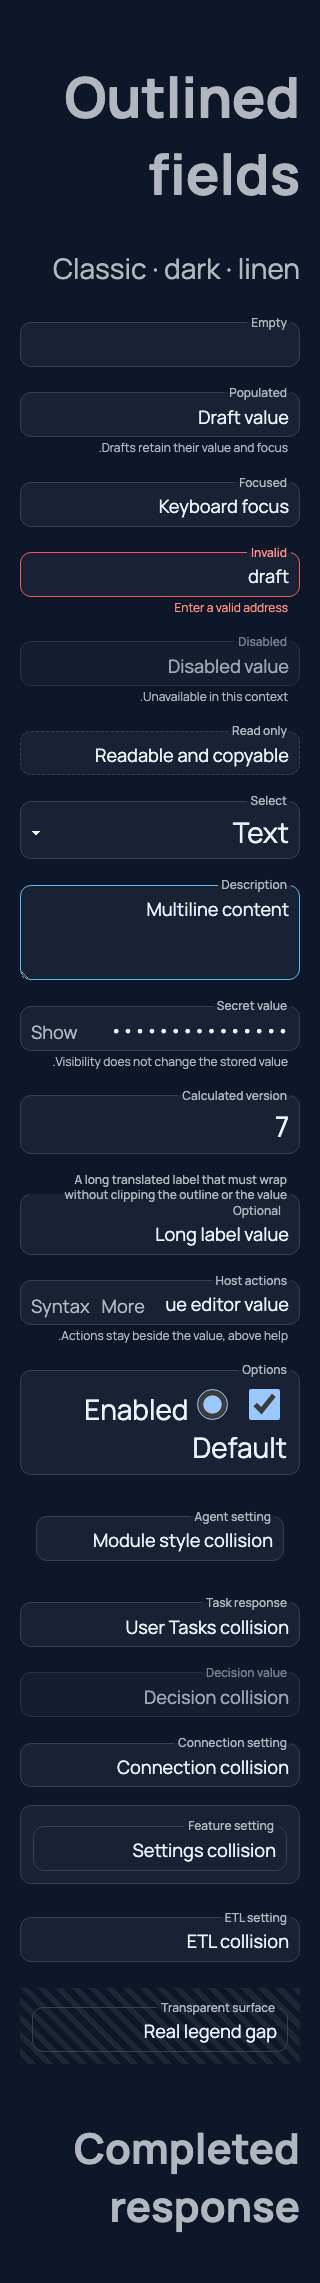 Outlined
fields
Classic · dark · linen
Empty
Populated
Draft value
.Drafts retain their value and focus
Focused
Keyboard focus
Invalid
draft
Enter a valid address
Disabled
Disabled value
.Unavailable in this context
Read only
Readable and copyable
Select
Text
Description
Multiline content
Secret value
Show ••••••••••••••
.Visibility does not change the stored value
Calculated version
7
A long translated label that must wrap
without clipping the outline or the value
Optional
Long label value
Host actions
Syntax More ue editor value
.Actions stay beside the value, above help
Options
Enabled
Default
Agent setting
Module style collision
Task response
User Tasks collision
Decision value
Decision collision
Connection setting
Connection collision
Feature setting
Settings collision
ETL setting
ETL collision
Transparent surface
Real legend gap
Completed
response